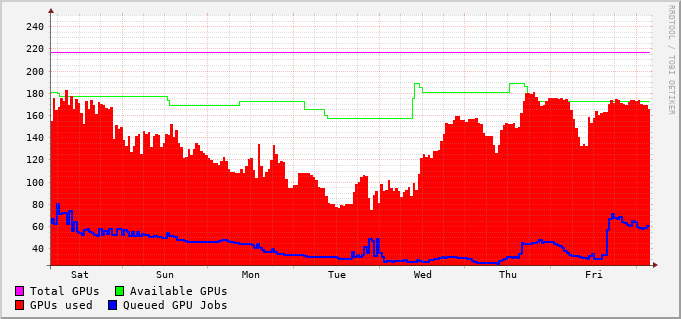 240
220
200
180
160
140
120
100
80
60
40
Sat Sun Mon Tue Wed Thu Fri
Total GPUs Available GPUs
GPUs used Queued GPU Jobs
RRDTOOL / TOBI OETIKER